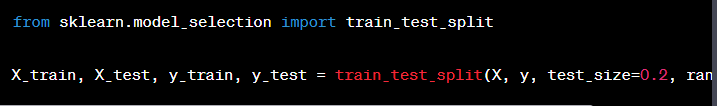 from sklearn.model_selection import train_test_split
X_train, X_test, y_train, y_test = train_test_split(X, y, test_size=0.2, ran